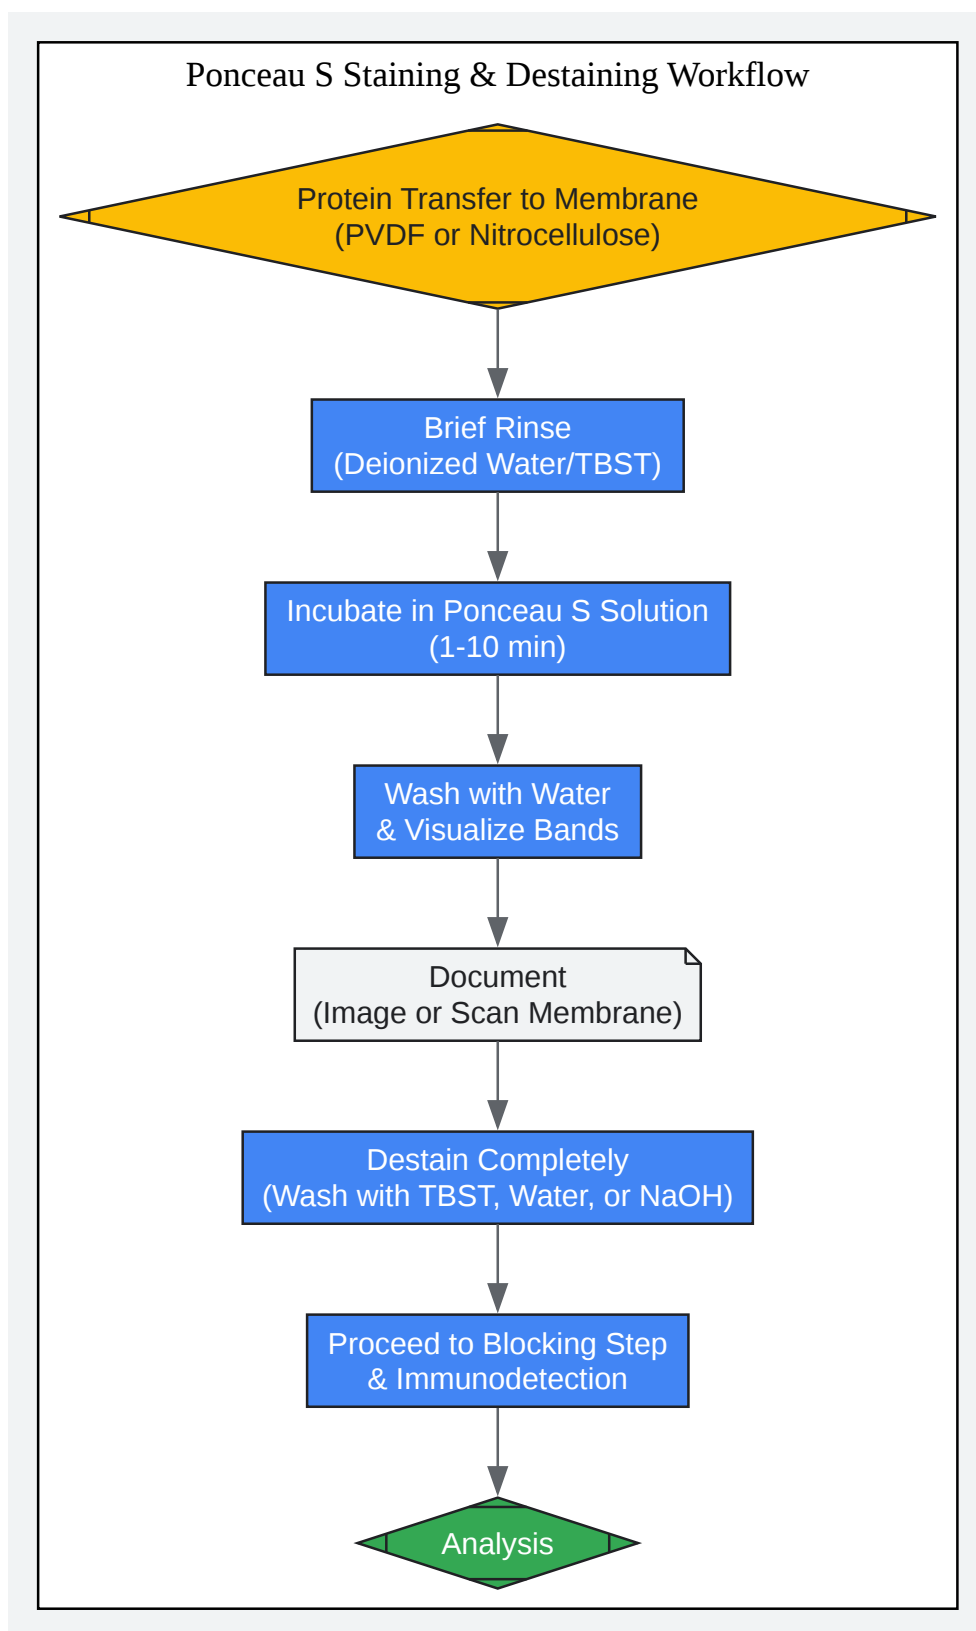 Ponceau S Staining & Destaining Workflow
Protein Transfer to Membrane
(PVDF or Nitrocellulose)
Brief Rinse
(Deionized Water/TBST)
Incubate in Ponceau S Solution
(1-10 min)
Wash with Water
& Visualize Bands
Document
(Image or Scan Membrane)
Destain Completely
(Wash with TBST, Water, or NaOH)
Proceed to Blocking Step
& Immunodetection
Analysis